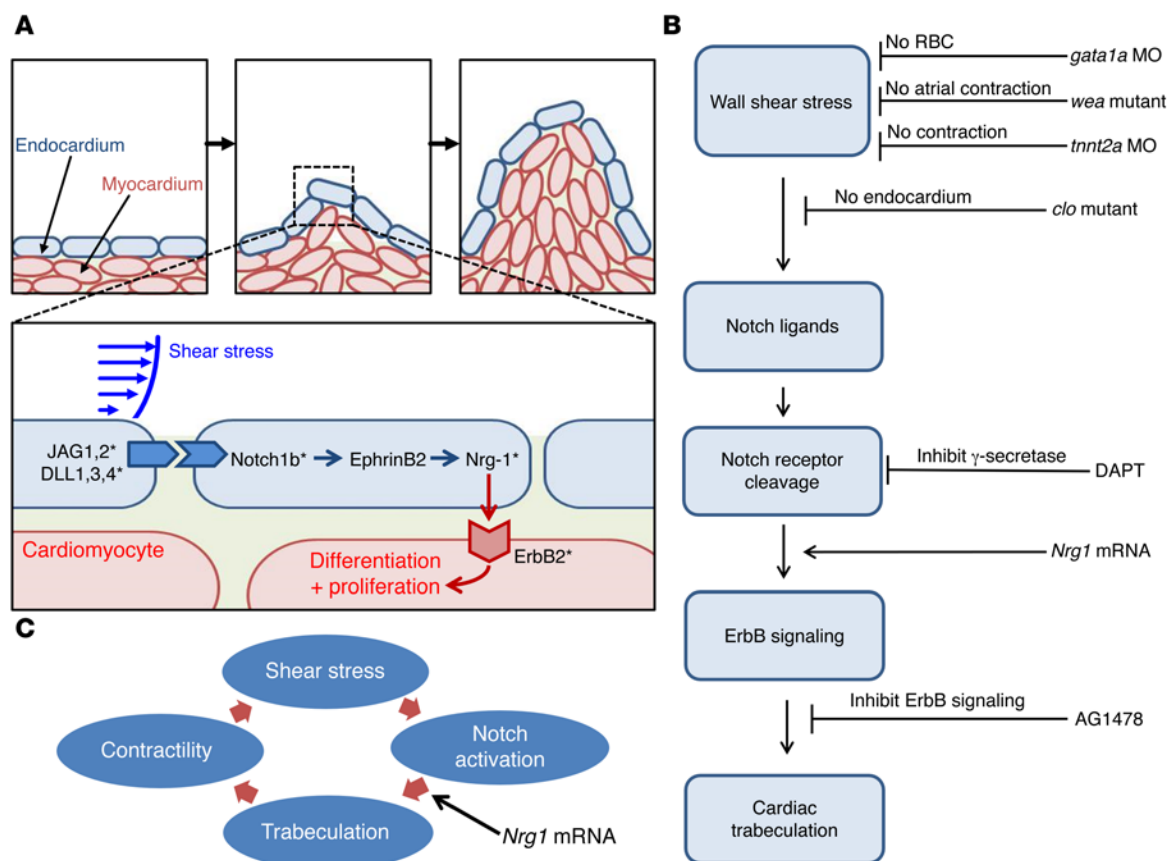 A
Endocardium
Myocardium
Shear stress
JAG1,2*
DLL1,3,4*
Notch1b*
EphrinB2
Nrg-1*
Cardiomyocyte
Differentiation
+ proliferation
ErbB2*
B
Wall shear stress
No RBC
gata1a MO
No atrial contraction
wea mutant
No contraction
tnnt2a MO
No endocardium
clo mutant
Notch ligands
Notch receptor
cleavage
Inhibit γ-secretase
DAPT
Nrg1 mRNA
ErbB signaling
Inhibit ErbB signaling
AG1478
Cardiac
trabeculation
C
Shear stress
Contractility
Notch
activation
Trabeculation
Nrg1 mRNA